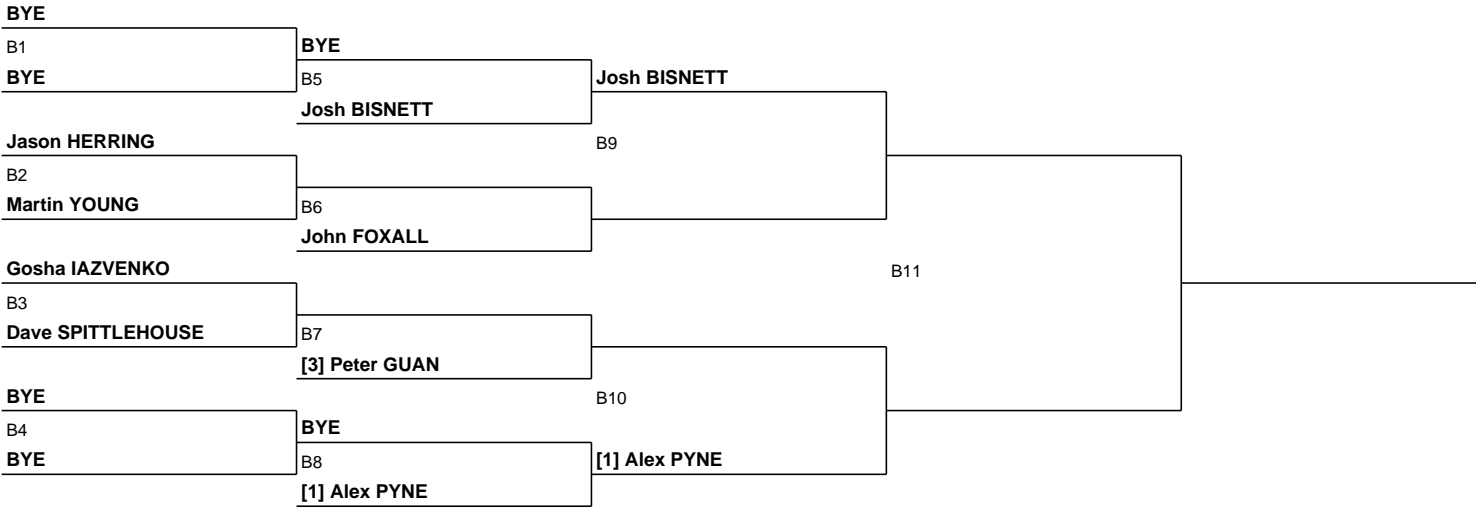 BYE
B1
BYE
BYE
B5
Josh BISNETT
Josh BISNETT
Jason HERRING
B9
B2
Martin YOUNG
B6
John FOXALL
Gosha IAZVENKO
B11
B3
Dave SPITTLEHOUSE
B7
[3] Peter GUAN
BYE
B10
B4
BYE
BYE
B8
[1] Alex PYNE
[1] Alex PYNE